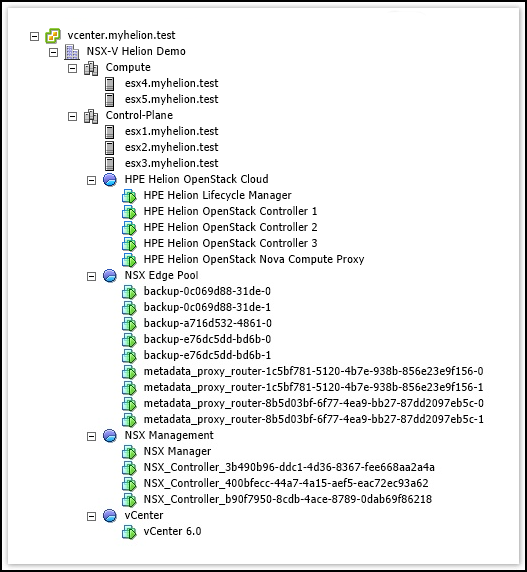 vcenter.myhelion.test
NSX-V Helion Demo
Compute
esx4.myhelion.test
esx5.myhelion.test
Control-Plane
esx1.myhelion.test
esx2.myhelion.test
esx3.myhelion.test
HPE Helion OpenStack Cloud
HPE Helion Lifecycle Manager
HPE Helion OpenStack Controller 1
HPE Helion OpenStack Controller 2
HPE Helion OpenStack Controller 3
HPE Helion OpenStack Nova Compute Proxy
NSX Edge Pool
backup-0c069d88-31de-0
backup-0c069d88-31de-1
backup-a716d532-4861-0
backup-e76dc5dd-bd6b-0
backup-e76dc5dd-bd6b-1
metadata_proxy_router-1c5bf781-5120-4b7e-938b-856e23e9f156-0
metadata_proxy_router-1c5bf781-5120-4b7e-938b-856e23e9f156-1
metadata_proxy_router-8b5d03bf-6f77-4ea9-bb27-87dd2097eb5c-0
metadata_proxy_router-8b5d03bf-6f77-4ea9-bb27-87dd2097eb5c-1
NSX Management
NSX Manager
NSX_Controller_3b490b96-ddc1-4d36-8367-fee668aa2a4a
NSX_Controller_400bfecc-44a7-4a15-aef5-eac72ec93a62
NSX_Controller_b90f7950-8cdb-4ace-8789-0dab69f86218
vCenter
vCenter 6.0